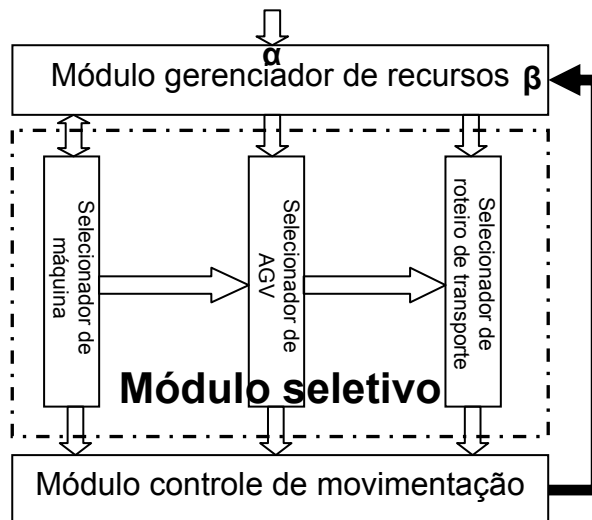 α
Módulo gerenciador de recursos β
Selecionador de
máquina
Selecionador de
AGV
Selecionador de
roteiro de transporte
Módulo seletivo
Módulo controle de movimentação